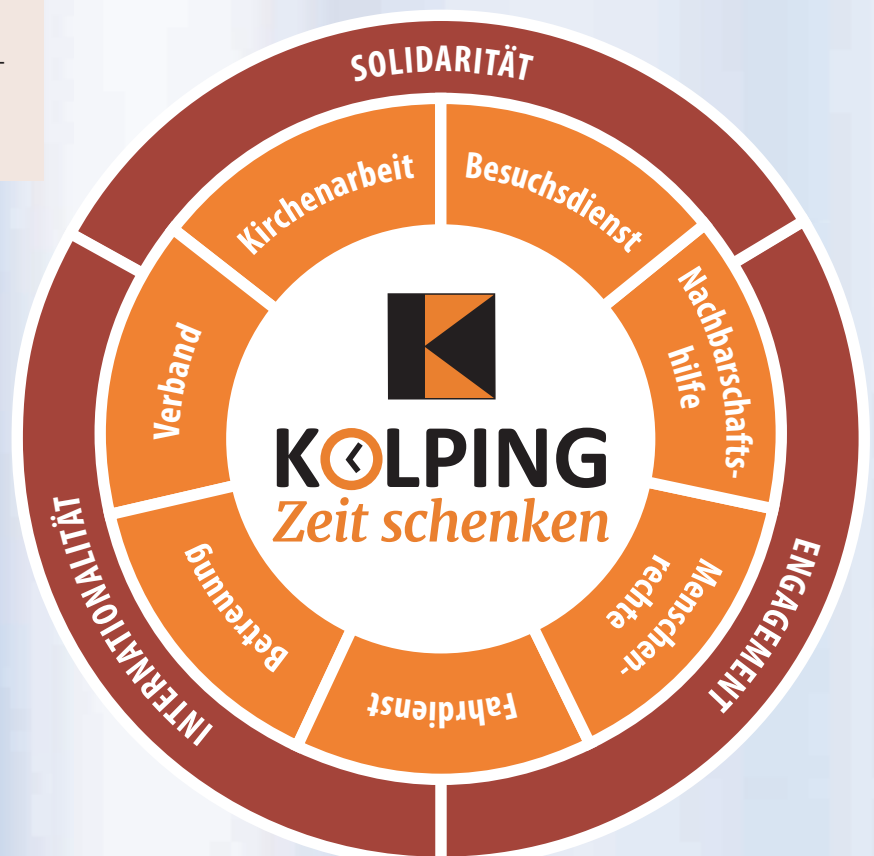 SOLIDARITÄT
Kirchenarbeit
Besuchsdienst
Nachbarschafts-
hilfe
Menschen-
rechte
Fahrdienst
Betreuung
Verband
ENGAGEMENT
INTERNATIONALITÄT
KOLPING
Zeit schenken